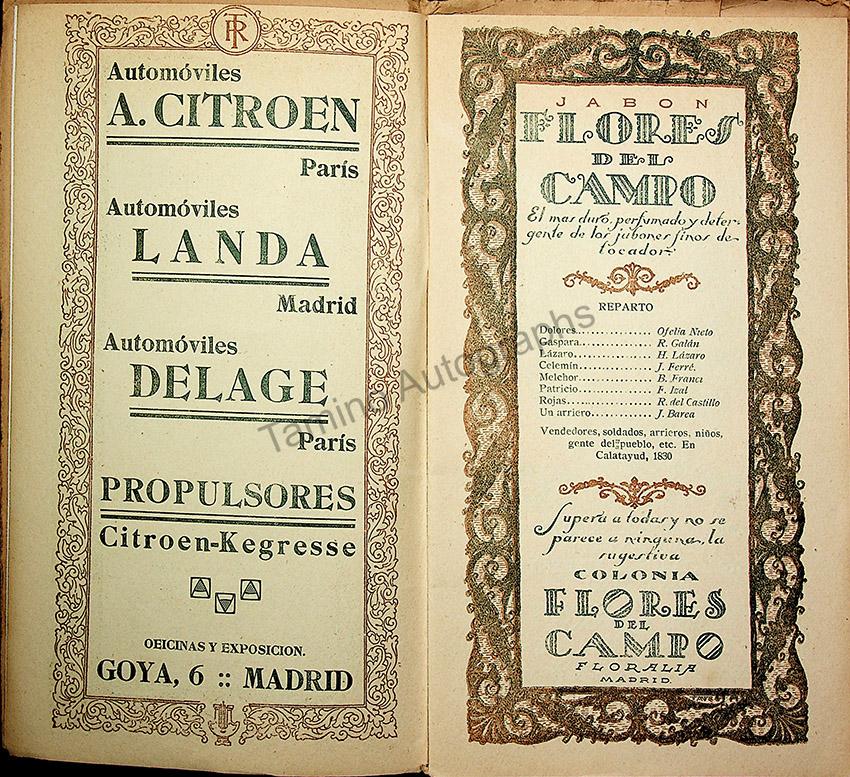 TR
Automóviles
A. CITROEN
París
Automóviles
LANDA
Madrid
Automóviles
DELAGE
París
PROPULSORES
Citroen-Kegresse
OFICINAS Y EXPOSICION.
GOYA, 6 :: MADRID
JABON
FLORES
DEL
CAMPO
El mas duro, perfumado y deter-
gente de los jabones finos de
tocador
REPARTO
Dolores............... Ofelia Nieto
Gaspara............... R. Galán
Lázaro................ H. Lázaro
Celemín............... J. Ferré.
Melchor............... B. Franci
Patricio.............. F. Izal
Rojas................. R. del Castillo
Un arriero............ J. Barea
Vendedores, soldados, arrieros, niños,
gente del pueblo, etc. En
Calatayud, 1830
Supera a todas y no se
parece a ninguna, la
sugestiva
COLONIA
FLORES
DEL
CAMPO
FLORALIA
MADRID.
Tamino Autographs